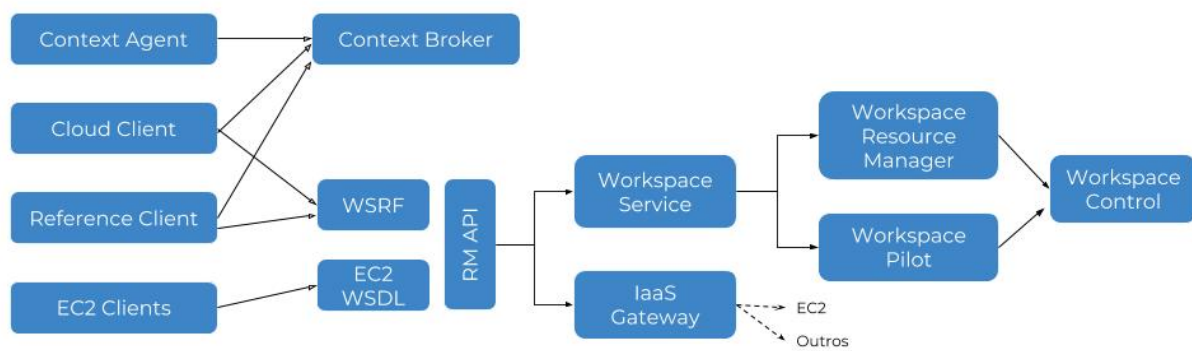 Context Agent
Context Broker
Cloud Client
Reference Client
EC2 Clients
WSRF
EC2
WSDL
RM API
Workspace
Service
IaaS
Gateway
EC2
Outros
Workspace
Resource
Manager
Workspace
Pilot
Workspace
Control